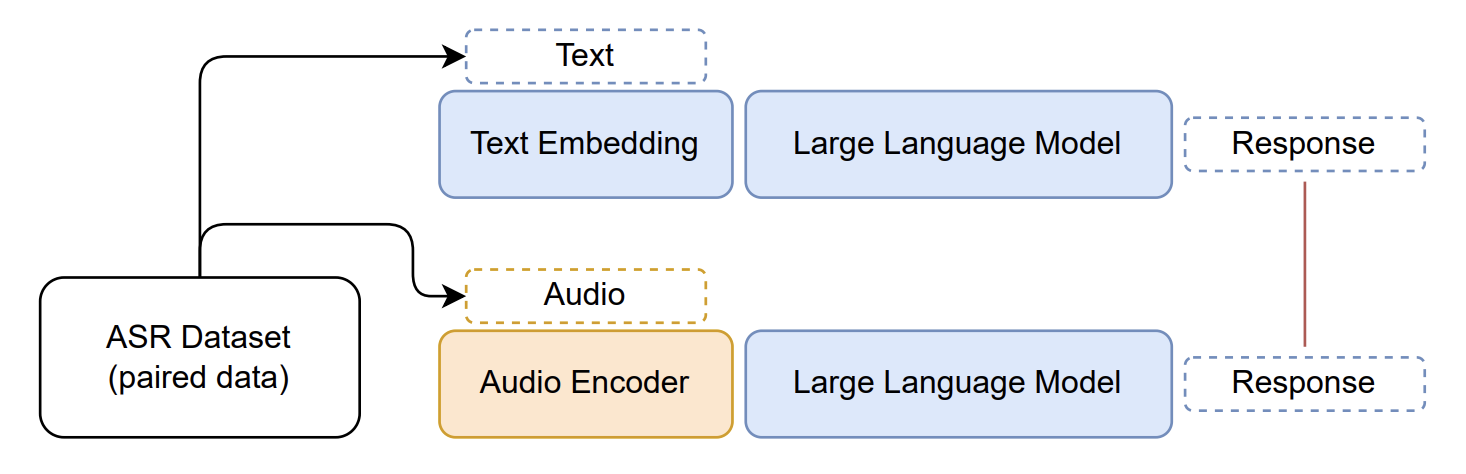 Text
Text Embedding
Large Language Model
Response
Audio
ASR Dataset
(paired data)
Audio Encoder
Large Language Model
Response